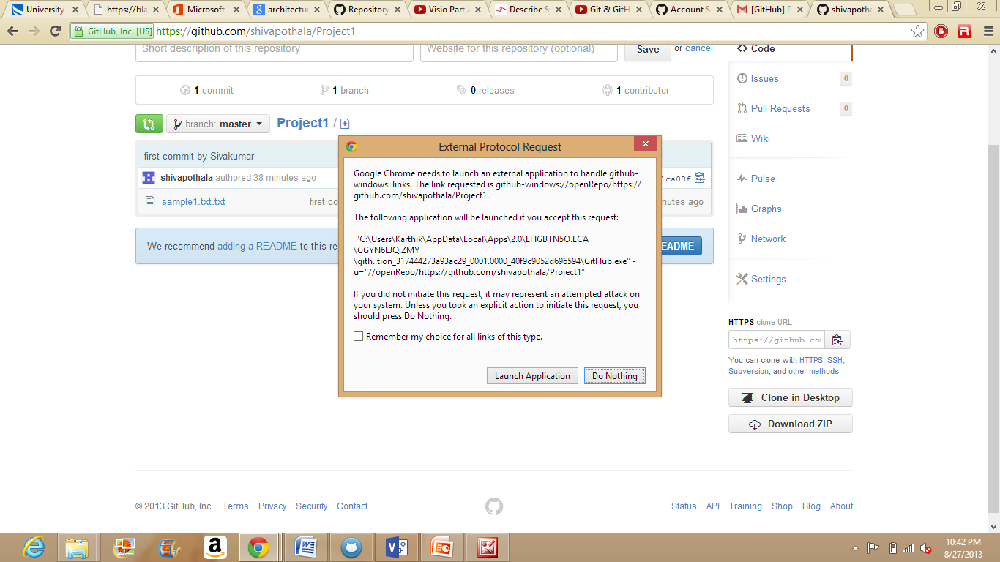 University
https://bla
Microsoft
architectur
Repository
Visio Part 2
Describe S
Git & GitH
Account S
[GitHub] P
shivapotha
GitHub, Inc. [US] https://github.com/shivapothala/Project1
Short description of this repository
Website for this repository (optional)
Save or cancel
Code
1 commit
1 branch
0 releases
1 contributor
Issues 0
Pull Requests 0
Wiki
Pulse
Graphs
Network
Settings
branch: master
Project1 /
first commit by Sivakumar
shivapothala authored 38 minutes ago
1ca08f
sample1.txt.txt
first co
nutes ago
We recommend adding a README to this re
EADME
External Protocol Request
Google Chrome needs to launch an external application to handle github-
windows: links. The link requested is github-windows://openRepo/https://
github.com/shivapothala/Project1.
The following application will be launched if you accept this request:
"C:\Users\Karthik\AppData\Local\Apps\2.0\LHGBTN5O.LCA
\GGYN6LJQ.ZMY
\gith..tion_317444273a93ac29_0001.0000_40f9c9052d696594\GitHub.exe" -
u="//openRepo/https://github.com/shivapothala/Project1"
If you did not initiate this request, it may represent an attempted attack on
your system. Unless you took an explicit action to initiate this request, you
should press Do Nothing.
Remember my choice for all links of this type.
Launch Application
Do Nothing
HTTPS clone URL
https://github.co
You can clone with HTTPS, SSH,
Subversion, and other methods.
Clone in Desktop
Download ZIP
© 2013 GitHub, Inc. Terms Privacy Security Contact
Status API Training Shop Blog About
10:42 PM
8/27/2013